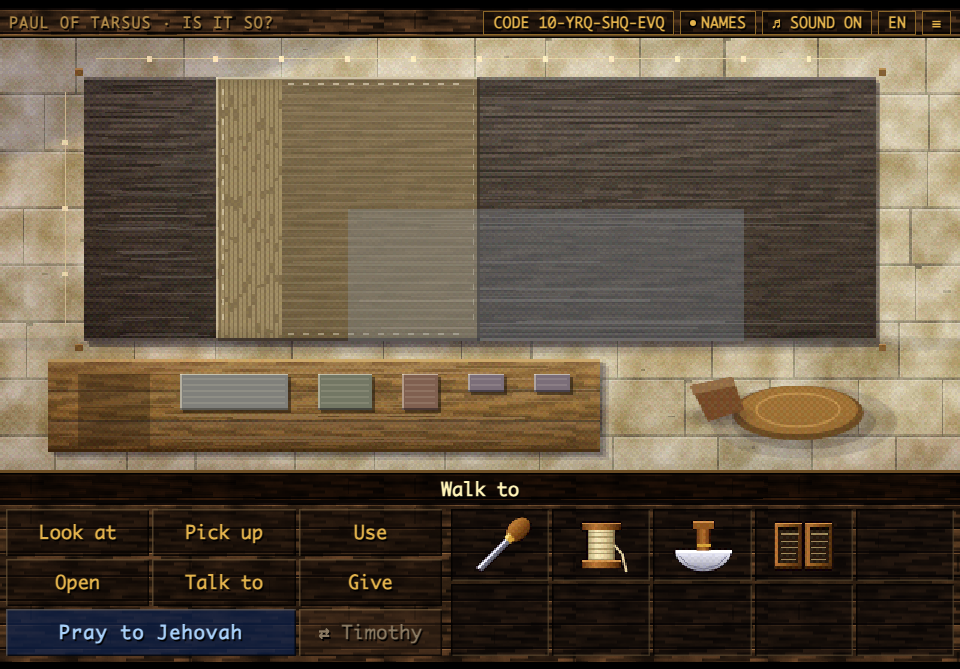 PAUL OF TARSUS · IS IT SO?
CODE 10-YRQ-SHQ-EVQ
• NAMES
♬ SOUND ON
EN
≡
Walk to
Look at
Pick up
Use
Open
Talk to
Give
Pray to Jehovah
⇄ Timothy